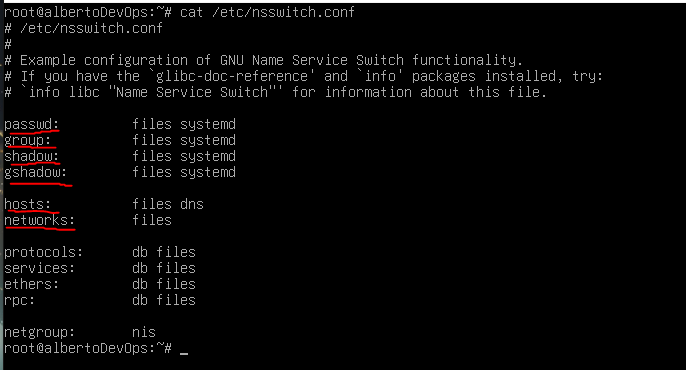 root@albertoDevOps:~# cat /etc/nsswitch.conf
# /etc/nsswitch.conf
#
# Example configuration of GNU Name Service Switch functionality.
# If you have the `glibc-doc-reference' and `info' packages installed, try:
# `info libc "Name Service Switch"' for information about this file.

passwd:         files systemd
group:          files systemd
shadow:         files systemd
gshadow:        files systemd

hosts:          files dns
networks:       files

protocols:      db files
services:       db files
ethers:         db files
rpc:            db files

netgroup:       nis
root@albertoDevOps:~# _